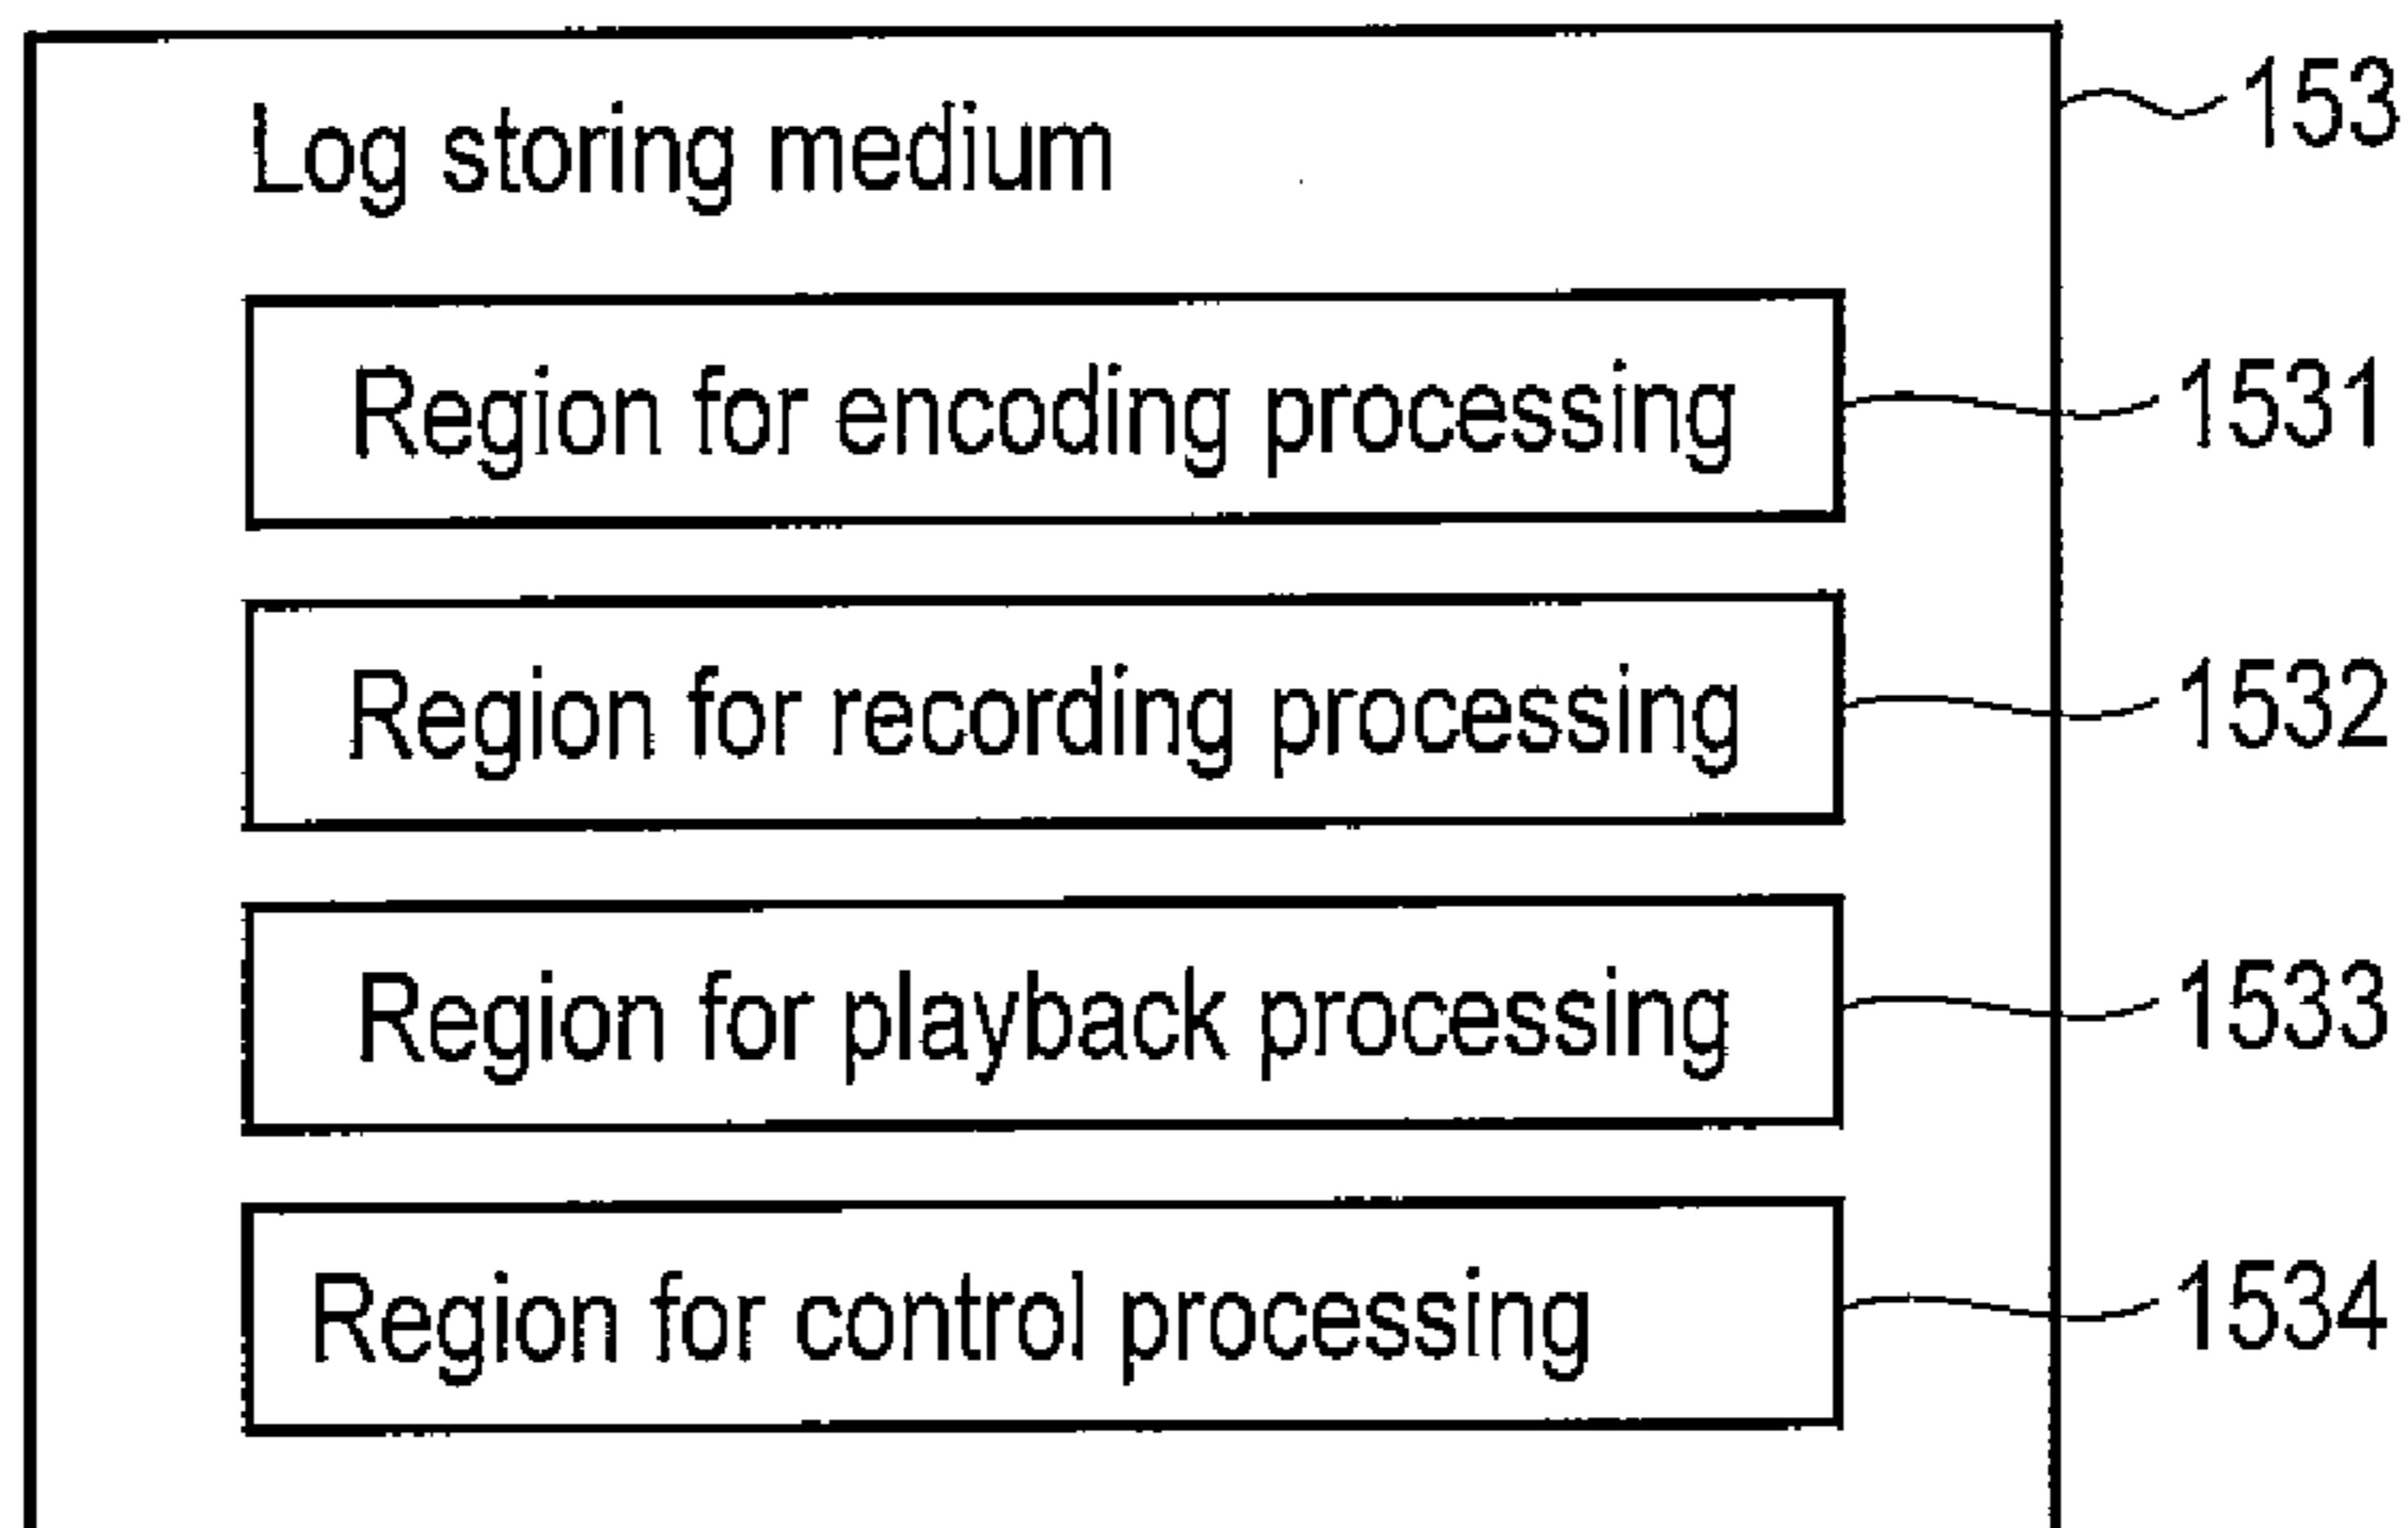 Log storing medium
153
Region for encoding processing
1531
Region for recording processing
1532
Region for playback processing
1533
Region for control processing
1534